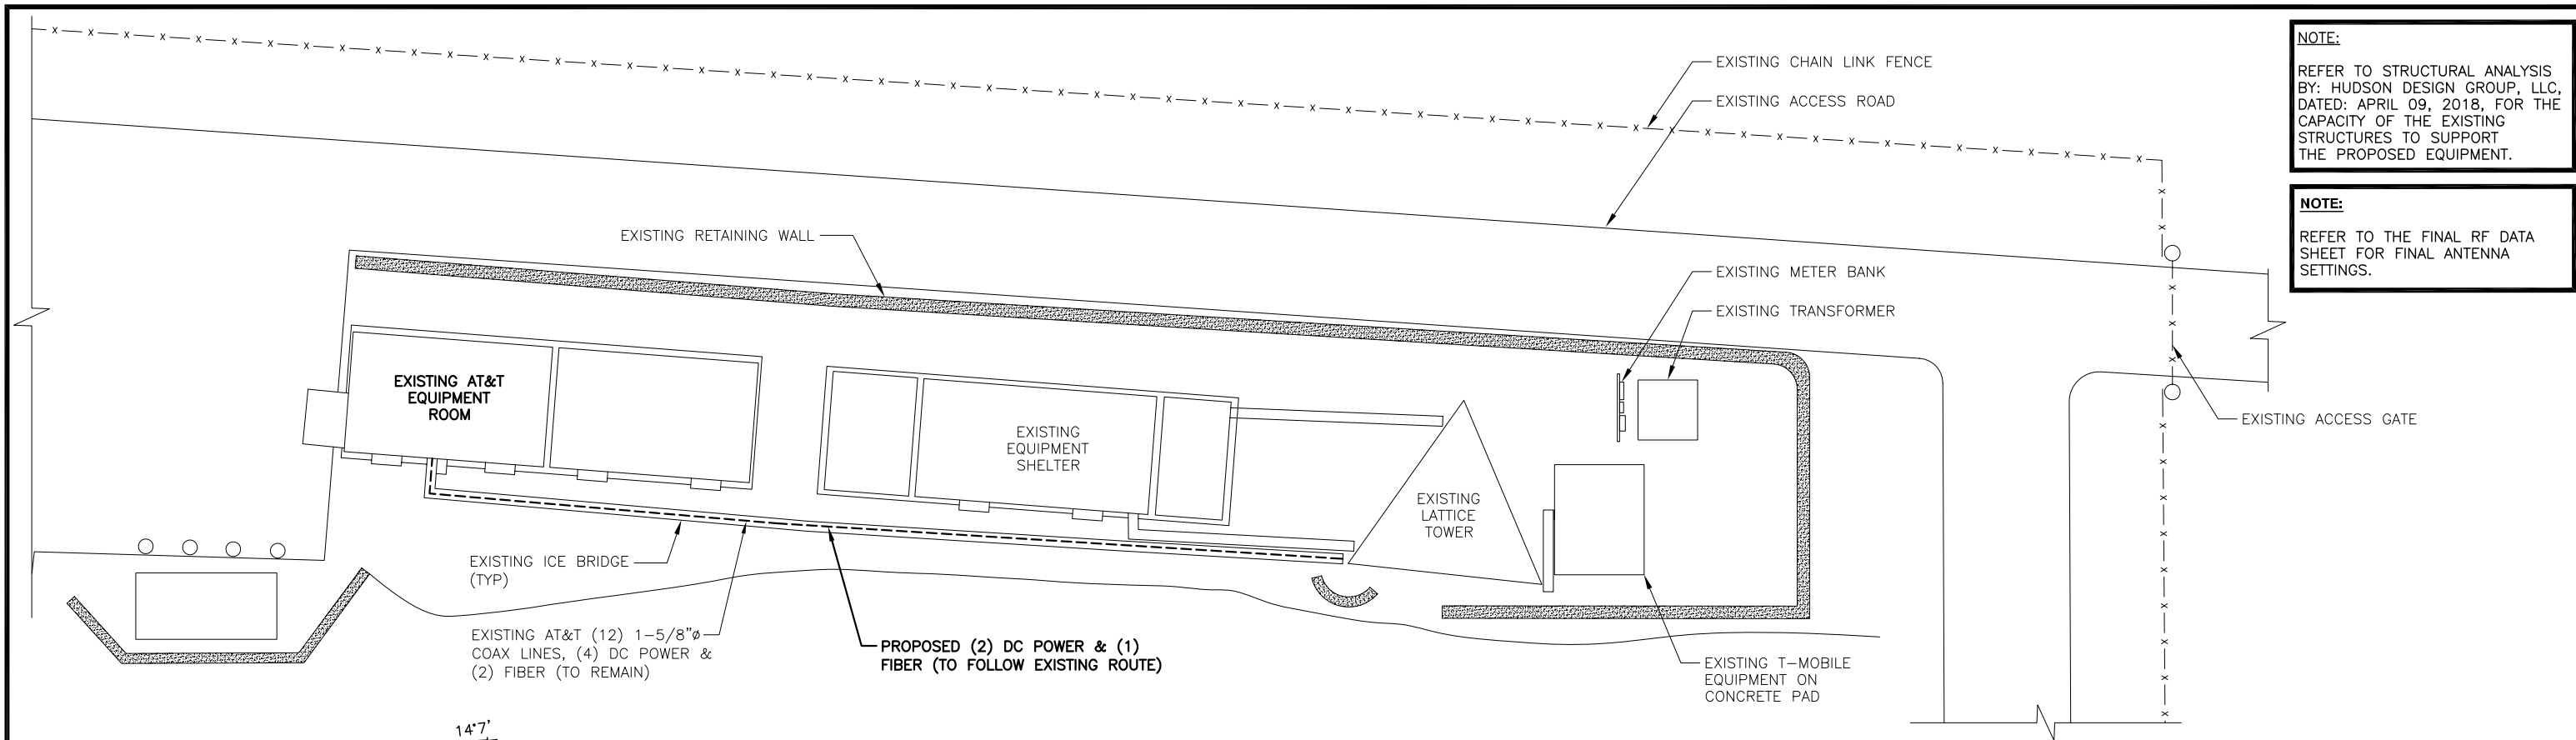 NOTE:
REFER TO STRUCTURAL ANALYSIS
BY: HUDSON DESIGN GROUP, LLC,
DATED: APRIL 09, 2018, FOR THE
CAPACITY OF THE EXISTING
STRUCTURES TO SUPPORT
THE PROPOSED EQUIPMENT.
NOTE:
REFER TO THE FINAL RF DATA
SHEET FOR FINAL ANTENNA
SETTINGS.
EXISTING CHAIN LINK FENCE
EXISTING ACCESS ROAD
EXISTING RETAINING WALL
EXISTING METER BANK
EXISTING TRANSFORMER
EXISTING ACCESS GATE
EXISTING AT&T
EQUIPMENT
ROOM
EXISTING
EQUIPMENT
SHELTER
EXISTING
LATTICE
TOWER
EXISTING ICE BRIDGE
(TYP)
EXISTING AT&T (12) 1-5/8"ø
COAX LINES, (4) DC POWER &
(2) FIBER (TO REMAIN)
PROPOSED (2) DC POWER & (1)
FIBER (TO FOLLOW EXISTING ROUTE)
EXISTING T-MOBILE
EQUIPMENT ON
CONCRETE PAD
14°7'